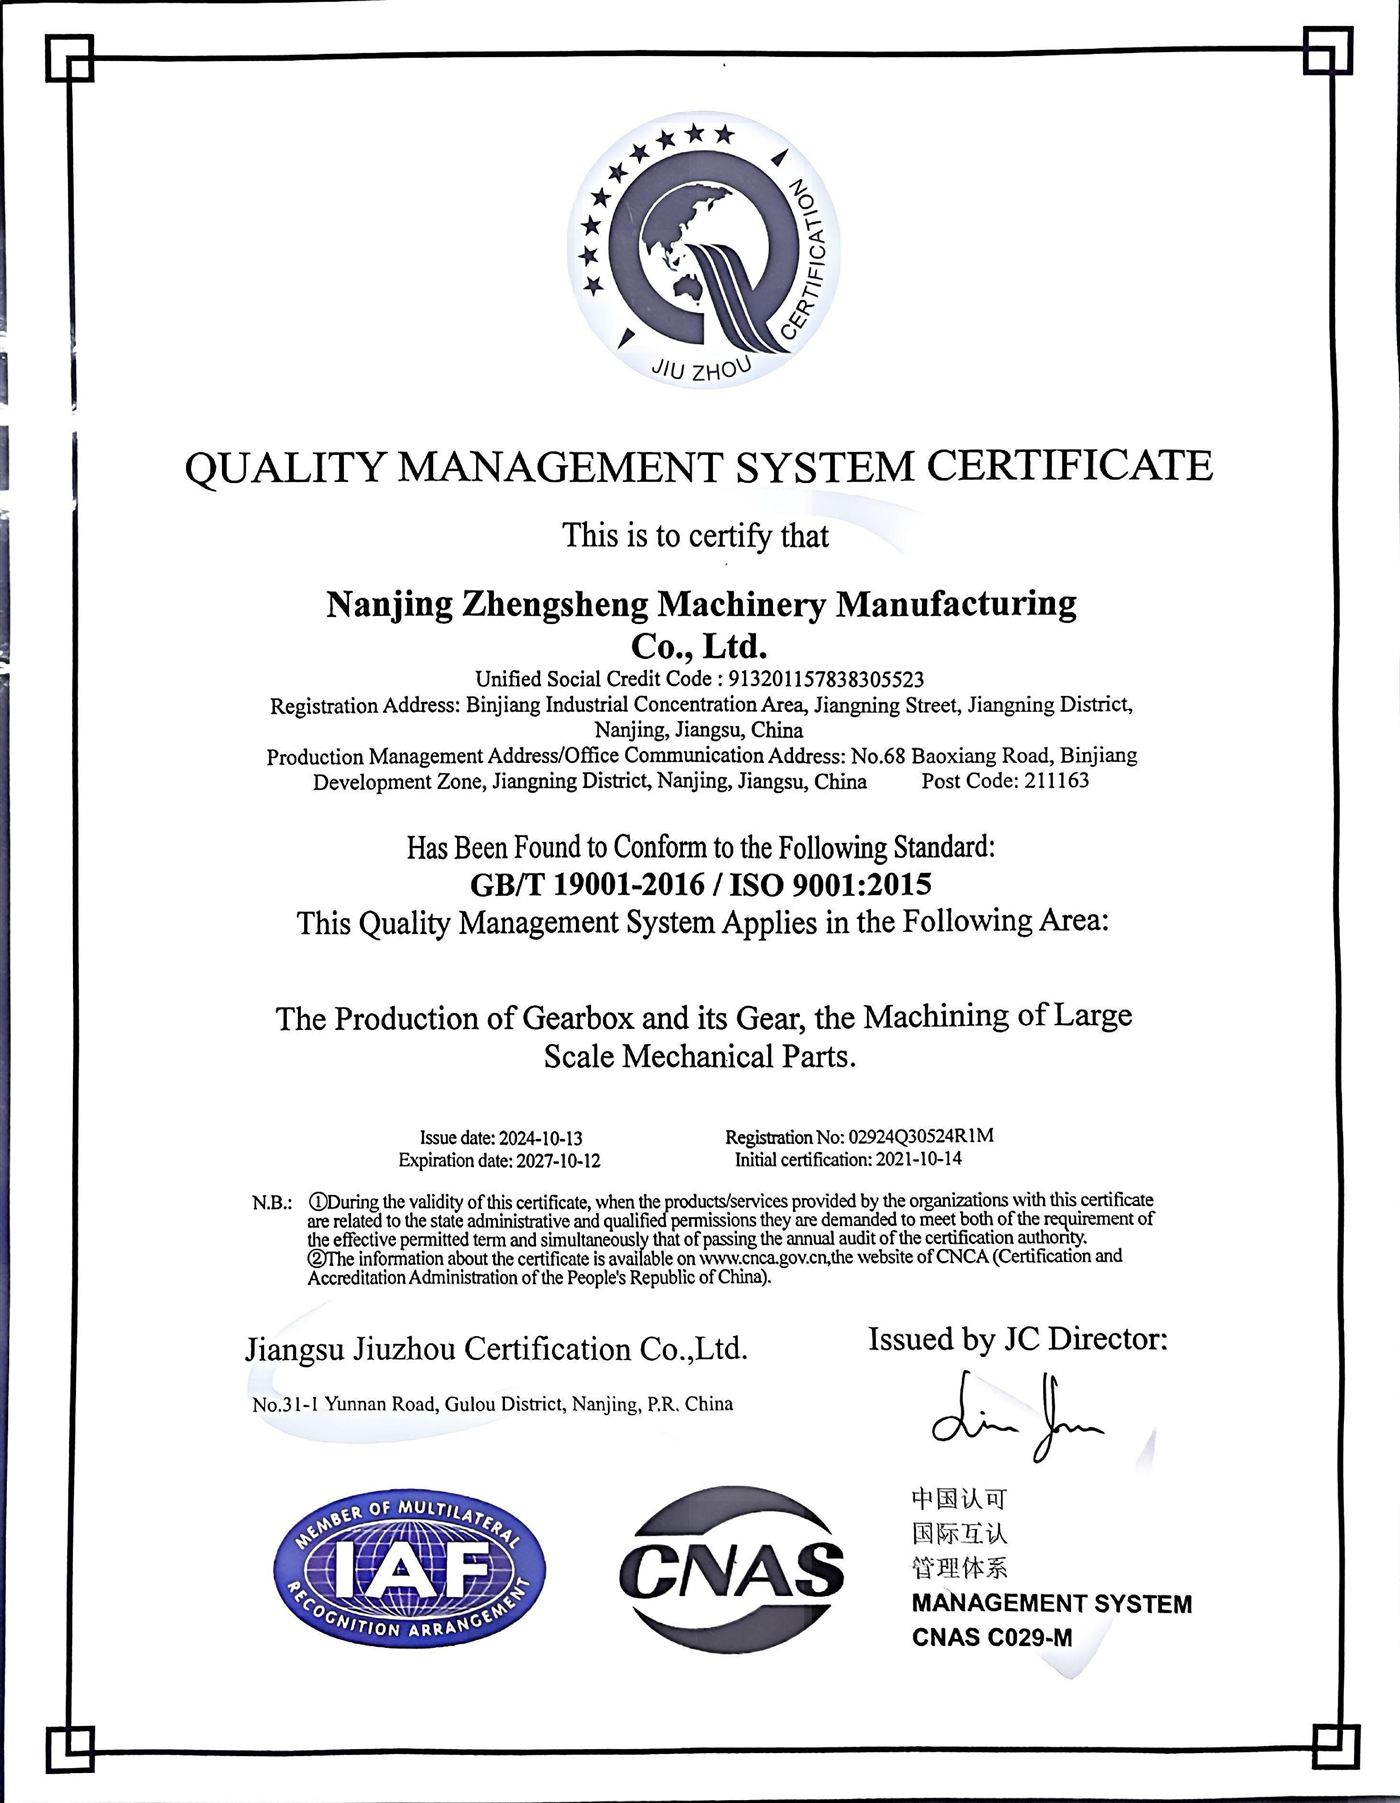 JIU ZHOU CERTIFICATION
QUALITY MANAGEMENT SYSTEM CERTIFICATE
This is to certify that
Nanjing Zhengsheng Machinery Manufacturing
Co., Ltd.
Unified Social Credit Code : 913201157838305523
Registration Address: Binjiang Industrial Concentration Area, Jiangning Street, Jiangning District,
Nanjing, Jiangsu, China
Production Management Address/Office Communication Address: No.68 Baoxiang Road, Binjiang
Development Zone, Jiangning District, Nanjing, Jiangsu, China Post Code: 211163
Has Been Found to Conform to the Following Standard:
GB/T 19001-2016 / ISO 9001:2015
This Quality Management System Applies in the Following Area:
The Production of Gearbox and its Gear, the Machining of Large
Scale Mechanical Parts.
Issue date: 2024-10-13 Registration No: 02924Q30524R1M
Expiration date: 2027-10-12 Initial certification: 2021-10-14
N.B.: ①During the validity of this certificate, when the products/services provided by the organizations with this certificate
are related to the state administrative and qualified permissions they are demanded to meet both of the requirement of
the effective permitted term and simultaneously that of passing the annual audit of the certification authority.
②The information about the certificate is available on www.cnca.gov.cn,the website of CNCA (Certification and
Accreditation Administration of the People's Republic of China).
Jiangsu Jiuzhou Certification Co.,Ltd.
No.31-1 Yunnan Road, Gulou District, Nanjing, P.R. China
Issued by JC Director:
MEMBER OF MULTILATERAL
IAF
RECOGNITION ARRANGEMENT
CNAS
中国认可
国际互认
管理体系
MANAGEMENT SYSTEM
CNAS C029-M